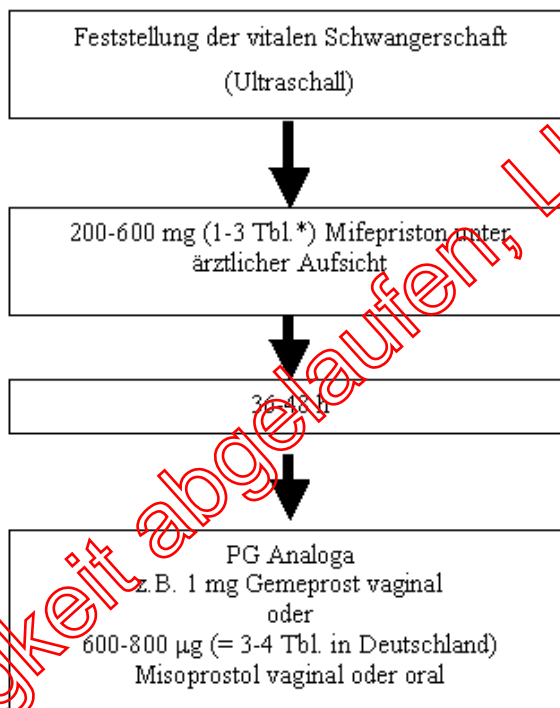 Feststellung der vitalen Schwangerschaft
(Ultraschall)
200-600 mg (1-3 Tbl.*) Mifepriston unter
ärztlicher Aufsicht
36-48 h
PG Analoga
z.B. 1 mg Gemeprost vaginal
oder
600-800 µg (= 3-4 Tbl. in Deutschland)
Misoprostol vaginal oder oral
gkeit abgelaufen,